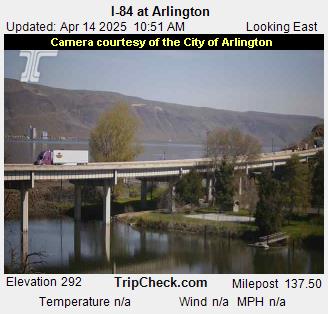 I-84 at Arlington
Updated: Apr 14 2025 10:51 AM Looking East
Camera courtesy of the City of Arlington
Elevation 292 TripCheck.com Milepost 137.50
Temperature n/a Wind n/a MPH n/a